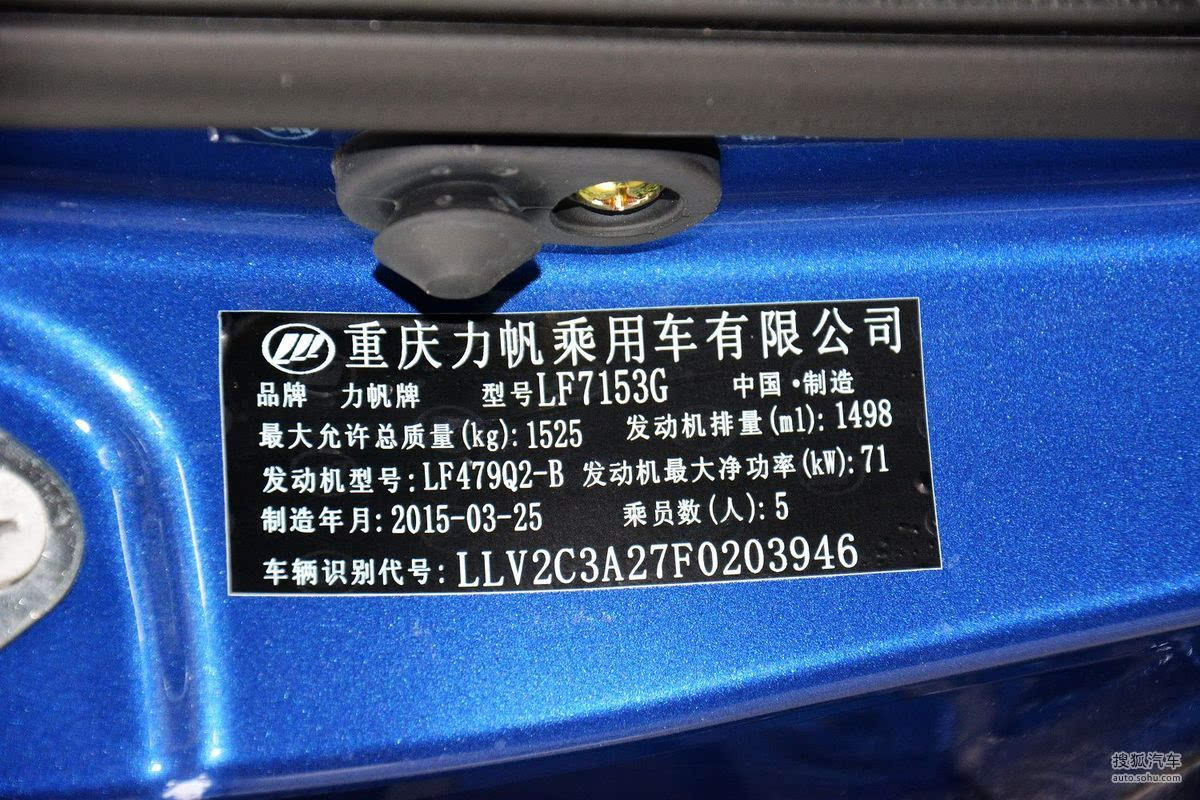 重庆力帆乘用车有限公司
品牌 力帆牌 型号LF7153G 中国·制造
最大允许总质量(kg):1525 发动机排量(ml):1498
发动机型号:LF479Q2-B 发动机最大净功率(kW):71
制造年月:2015-03-25 乘员数(人):5
车辆识别代号:LLV2C3A27F0203946
搜狐汽车
auto.sohu.com